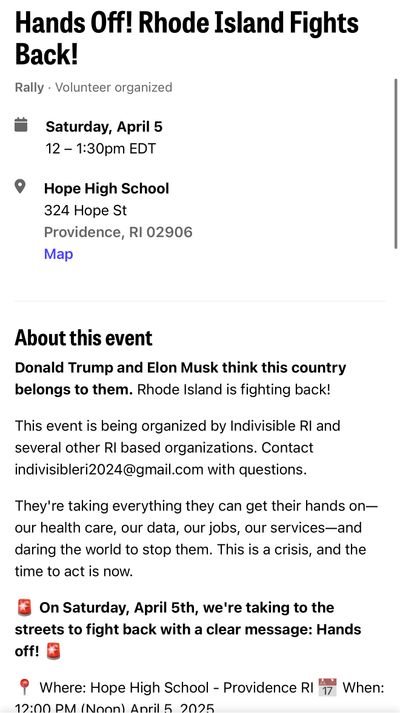 Hands Off! Rhode Island Fights
Back!
Rally · Volunteer organized
Saturday, April 5
12 – 1:30pm EDT
Hope High School
324 Hope St
Providence, RI 02906
Map
About this event
Donald Trump and Elon Musk think this country
belongs to them. Rhode Island is fighting back!
This event is being organized by Indivisible RI and
several other RI based organizations. Contact
indivisibleri2024@gmail.com with questions.
They're taking everything they can get their hands on—
our health care, our data, our jobs, our services—and
daring the world to stop them. This is a crisis, and the
time to act is now.
🚨 On Saturday, April 5th, we're taking to the
streets to fight back with a clear message: Hands
off! 🚨
📍 Where: Hope High School - Providence RI 📅 When:
12:00 PM (Noon) April 5, 2025